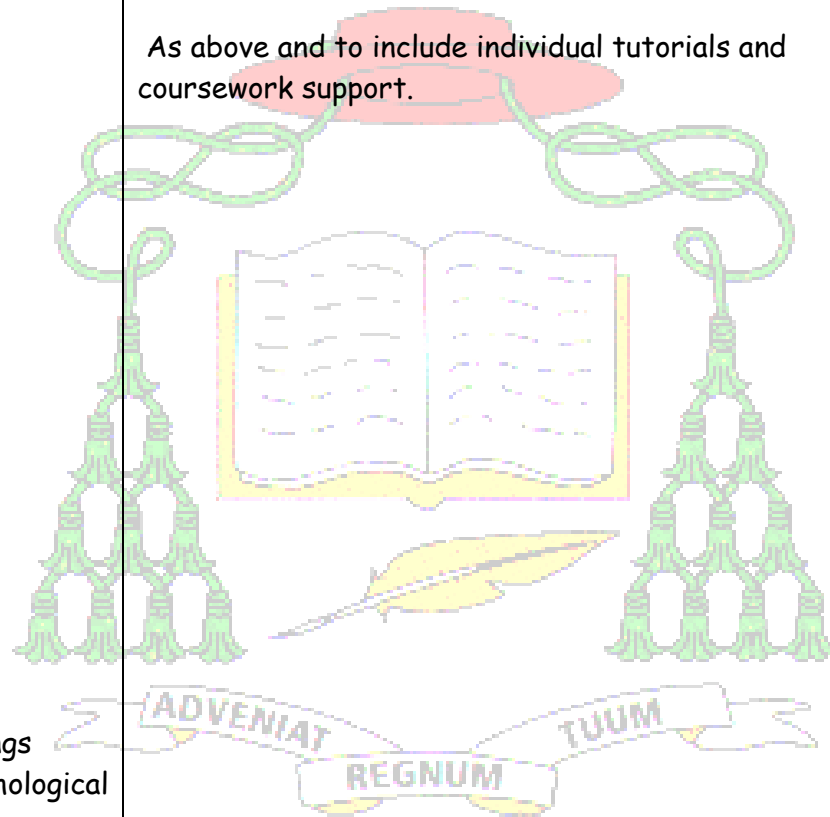 As above and to include individual tutorials and
coursework support.
ADVENIAT
REGNUM
TUUM